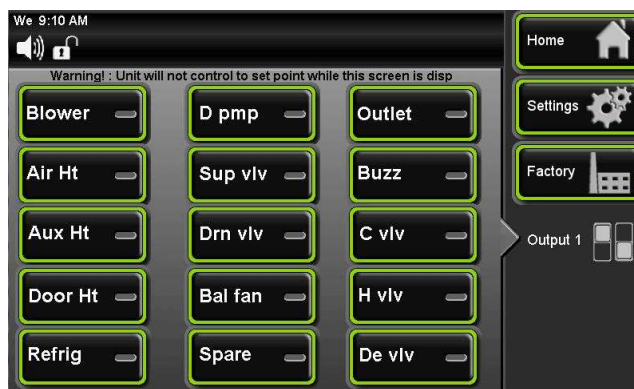 We 9:10 AM
Warning! : Unit will not control to set point while this screen is disp
Blower
D pmp
Outlet
Air Ht
Sup vlv
Buzz
Aux Ht
Drn vlv
C vlv
Door Ht
Bal fan
H vlv
Refrig
Spare
De vlv
Home
Settings
Factory
Output 1